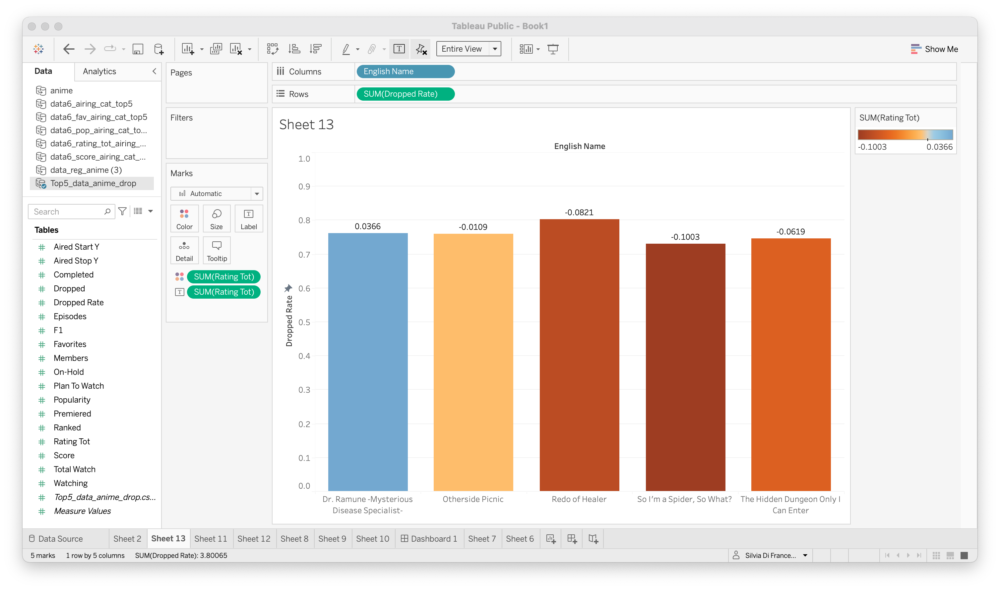 Tableau Public - Book1
Entire View
Show Me
Data
Analytics
anime
data6_airing_cat_top5
data6_fav_airing_cat_top5
data6_pop_airing_cat_to...
data6_rating_tot_airing_...
data6_score_airing_cat_...
data_reg_anime (3)
Top5_data_anime_drop
Search
Tables
Aired Start Y
Aired Stop Y
Completed
Dropped
Dropped Rate
Episodes
F1
Favorites
Members
On-Hold
Plan To Watch
Popularity
Premiered
Ranked
Rating Tot
Score
Total Watch
Watching
Top5_data_anime_drop.cs...
Measure Values
Pages
Filters
Marks
Automatic
Color
Size
T
Label
Detail
Tooltip
SUM(Rating Tot)
T
SUM(Rating Tot)
Columns
English Name
Rows
SUM(Dropped Rate)
Sheet 13
English Name
1.0
0.9
0.8
0.7
0.6
0.5
0.4
0.3
0.2
0.1
0.0
Dropped Rate
0.0366
-0.0109
-0.0821
-0.1003
-0.0619
Dr. Ramune -Mysterious
Disease Specialist-
Otherside Picnic
Redo of Healer
So I’m a Spider, So What?
The Hidden Dungeon Only I
Can Enter
SUM(Rating Tot)
-0.1003
0.0366
Data Source
Sheet 2
Sheet 13
Sheet 11
Sheet 12
Sheet 8
Sheet 9
Sheet 10
Dashboard 1
Sheet 7
Sheet 6
5 marks
1 row by 5 columns
SUM(Dropped Rate): 3.80065
Silvia Di France...